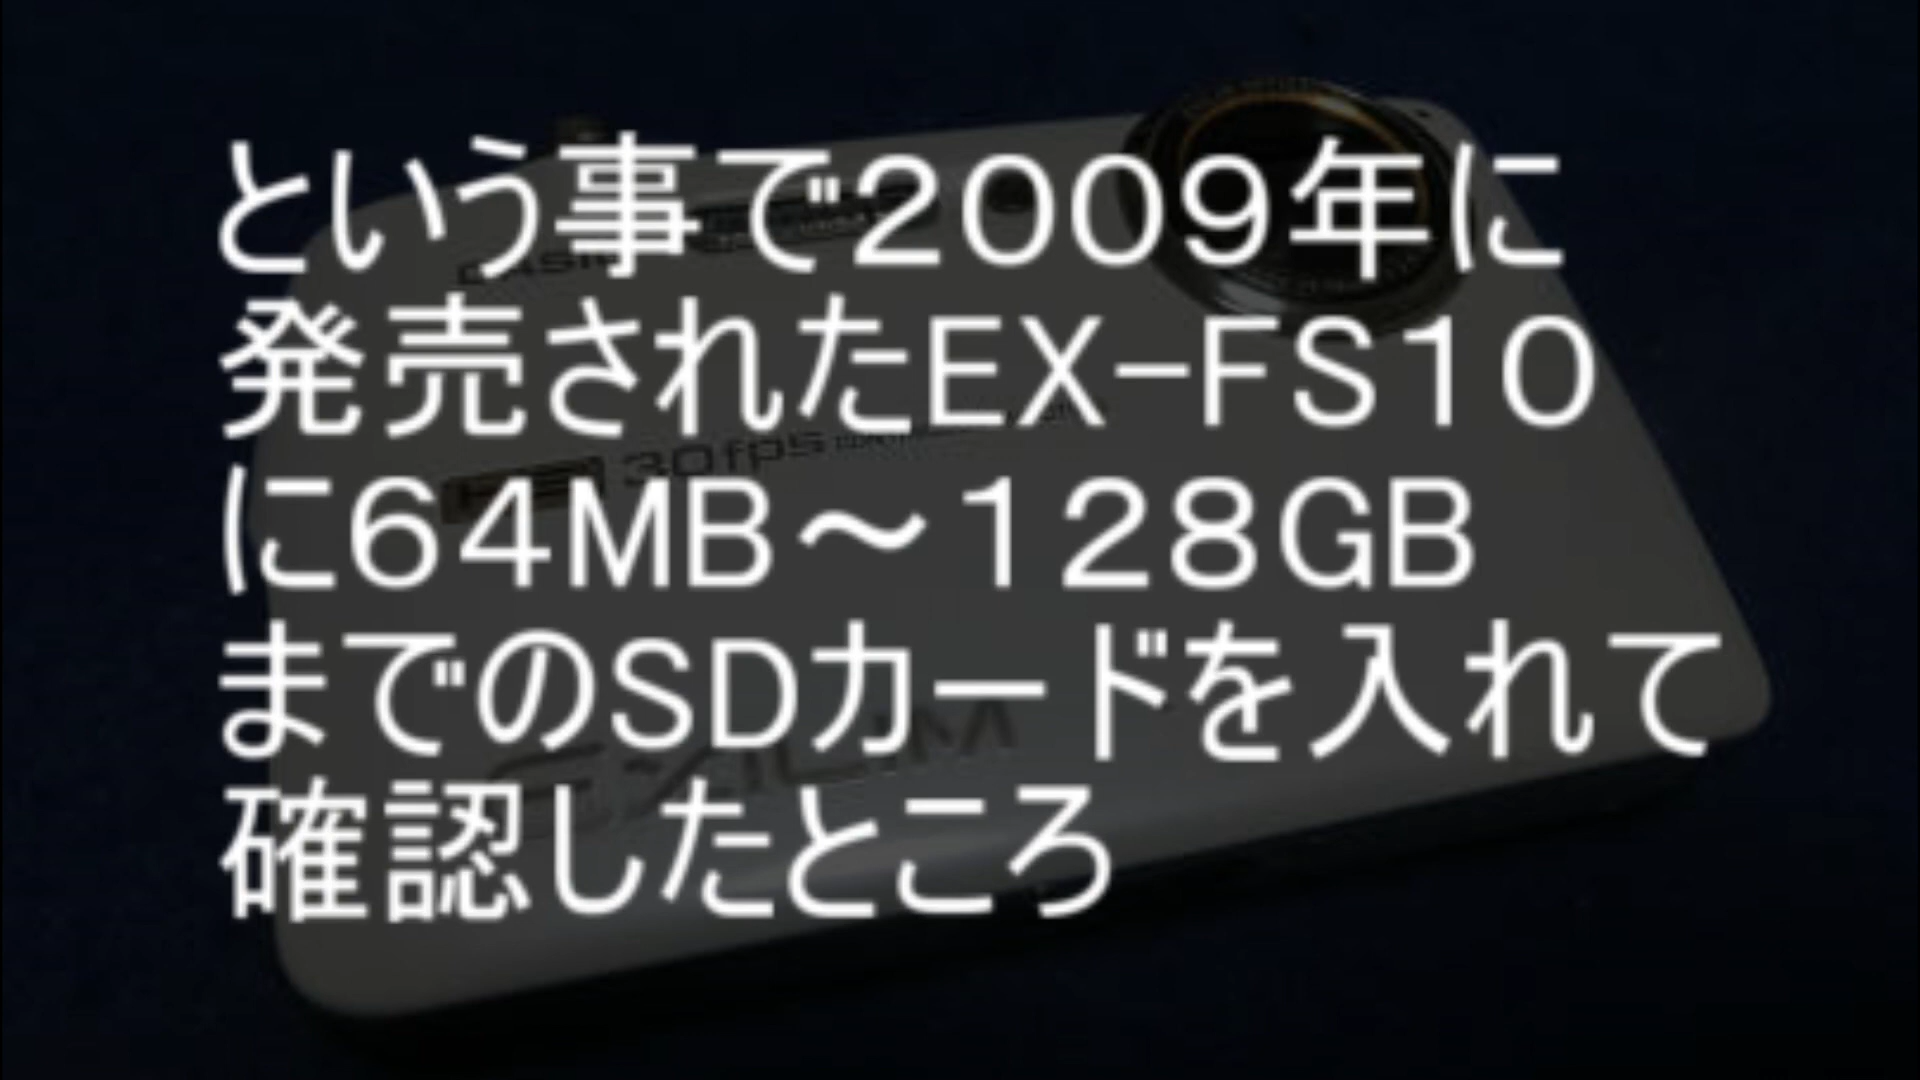 という事で２００９年に
発売されたＥＸ－ＦＳ１０
に６４ＭＢ～１２８ＧＢ
までのＳＤカードを入れて
確認したところ
30fps
EXILIM